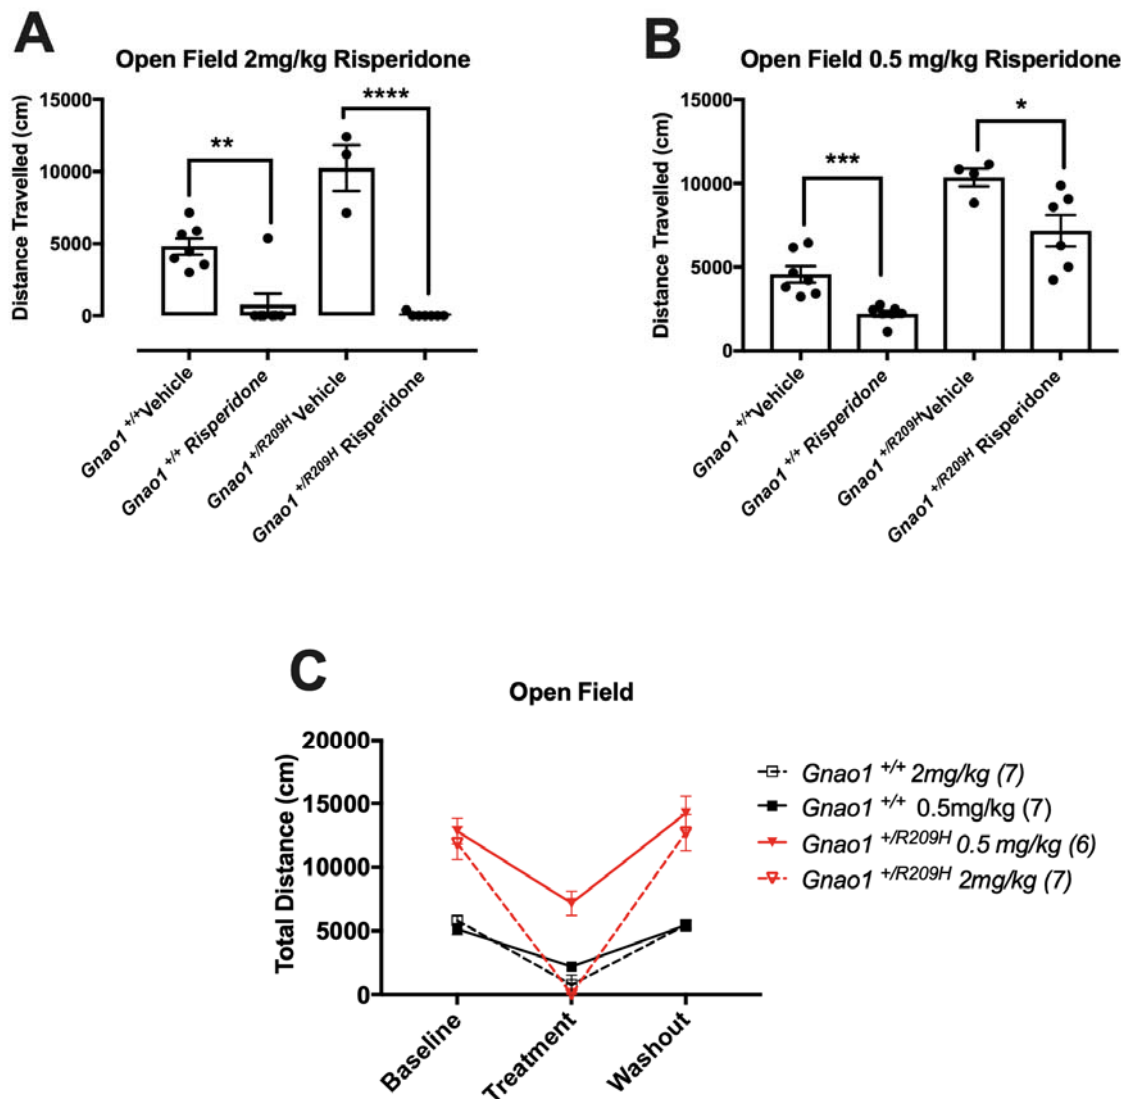 A
Open Field 2mg/kg Risperidone
Distance Travelled (cm)
15000
10000
5000
0
**
****
Gnao1 +/+ Vehicle
Gnao1 +/+ Risperidone
Gnao1 +/R209H Vehicle
Gnao1 +/R209H Risperidone
B
Open Field 0.5 mg/kg Risperidone
Distance Travelled (cm)
15000
10000
5000
0
***
*
Gnao1 +/+ Vehicle
Gnao1 +/+ Risperidone
Gnao1 +/R209H Vehicle
Gnao1 +/R209H Risperidone
C
Open Field
Total Distance (cm)
20000
15000
10000
5000
0
Baseline
Treatment
Washout
Gnao1 +/+ 2mg/kg (7)
Gnao1 +/+ 0.5mg/kg (7)
Gnao1 +/R209H 0.5 mg/kg (6)
Gnao1 +/R209H 2mg/kg (7)